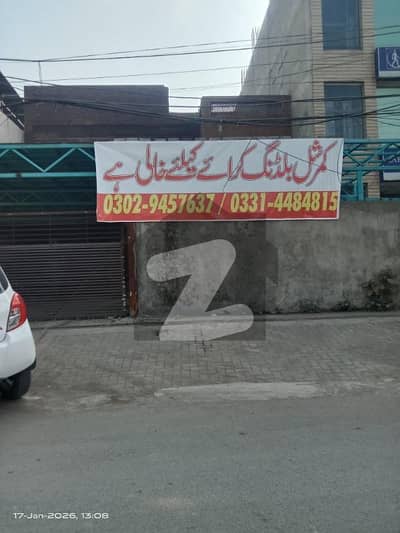 کمرشل بلڈنگ کرائے کیلئے خالی ہے
0302-9457637 / 0331-4484815
Z
17-Jan-2026, 13:08